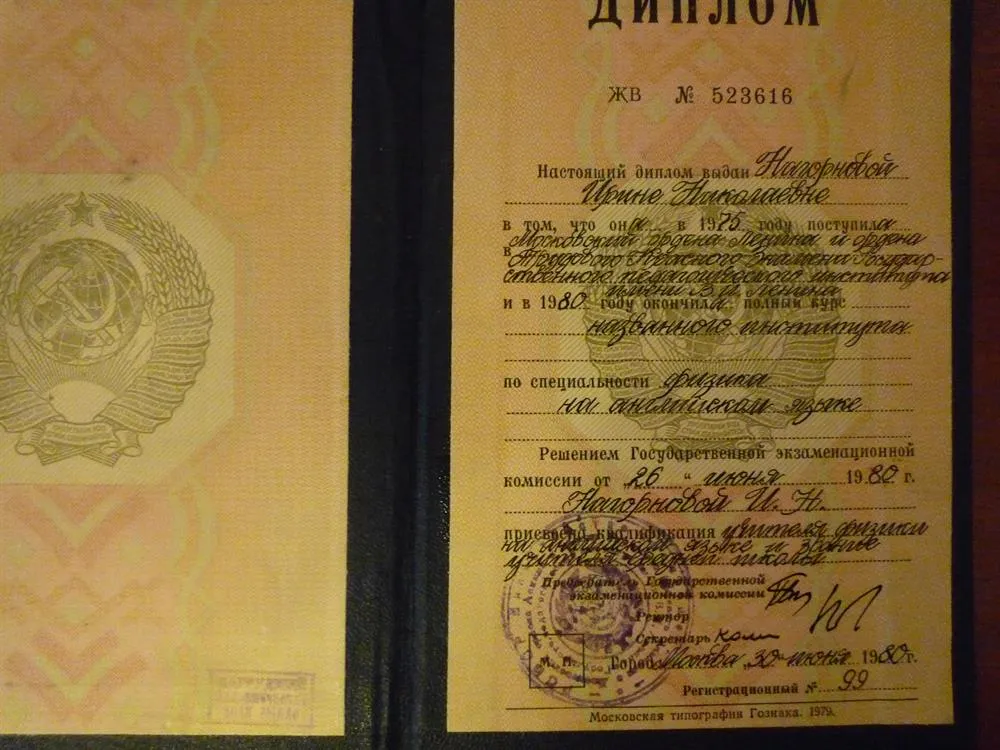 ДИПЛОМ
ЖВ № 523616
Настоящий диплом выдан Нагорновой
Ирине Николаевне
в том, что она в 1975 году поступила
Московский ордена Ленина и ордена
в Трудового Красного Знамени Государ-
ственного педагогического института
имени В.И. Ленина
и в 1980 году окончила полный курс
названного института
по специальности физика
на английском языке
Решением Государственной экзаменационной
комиссии от „26“ июня 1980 г.
Нагорновой И. Н.
присвоена квалификация учителя физики
на английском языке и звание
учителя средней школы
Председатель Государственной
экзаменационной комиссии
Ректор
Секретарь
М. П. Город Москва 30 июня 1980г.
Регистрационный № 99
Московская типография Гознака. 1979.